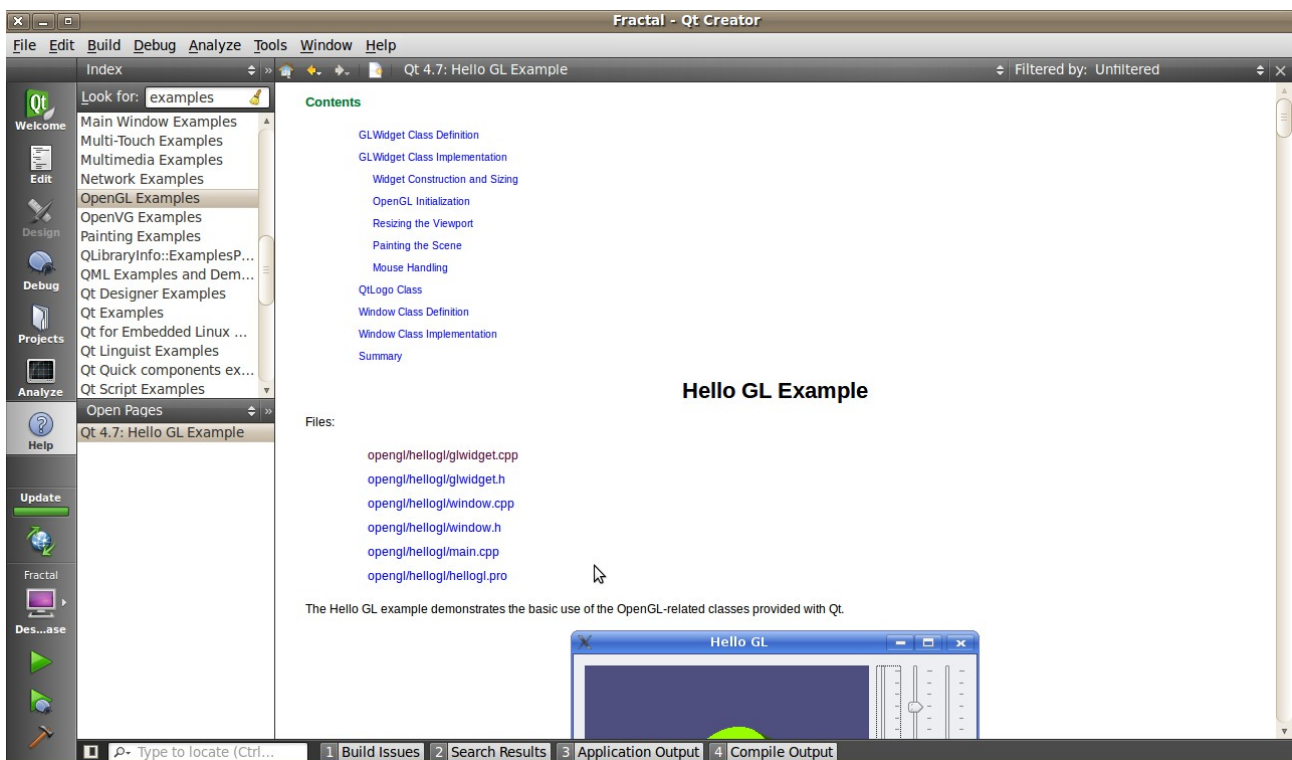 Fractal - Qt Creator
File Edit Build Debug Analyze Tools Window Help
Index
Qt 4.7: Hello GL Example
Filtered by: Unfiltered
Look for: examples
Main Window Examples
Multi-Touch Examples
Multimedia Examples
Network Examples
OpenGL Examples
OpenVG Examples
Painting Examples
QLibraryInfo::ExamplesP...
QML Examples and Dem...
Qt Designer Examples
Qt Examples
Qt for Embedded Linux ...
Qt Linguist Examples
Qt Quick components ex...
Qt Script Examples
Open Pages
Qt 4.7: Hello GL Example
Qt
Welcome
Edit
Design
Debug
Projects
Analyze
Help
Update
Fractal
Des...ase
Contents
GLWidget Class Definition
GLWidget Class Implementation
Widget Construction and Sizing
OpenGL Initialization
Resizing the Viewport
Painting the Scene
Mouse Handling
QtLogo Class
Window Class Definition
Window Class Implementation
Summary
Hello GL Example
Files:
opengl/hellogl/glwidget.cpp
opengl/hellogl/glwidget.h
opengl/hellogl/window.cpp
opengl/hellogl/window.h
opengl/hellogl/main.cpp
opengl/hellogl/hellogl.pro
The Hello GL example demonstrates the basic use of the OpenGL-related classes provided with Qt.
Hello GL
Type to locate (Ctrl...
1 Build Issues 2 Search Results 3 Application Output 4 Compile Output